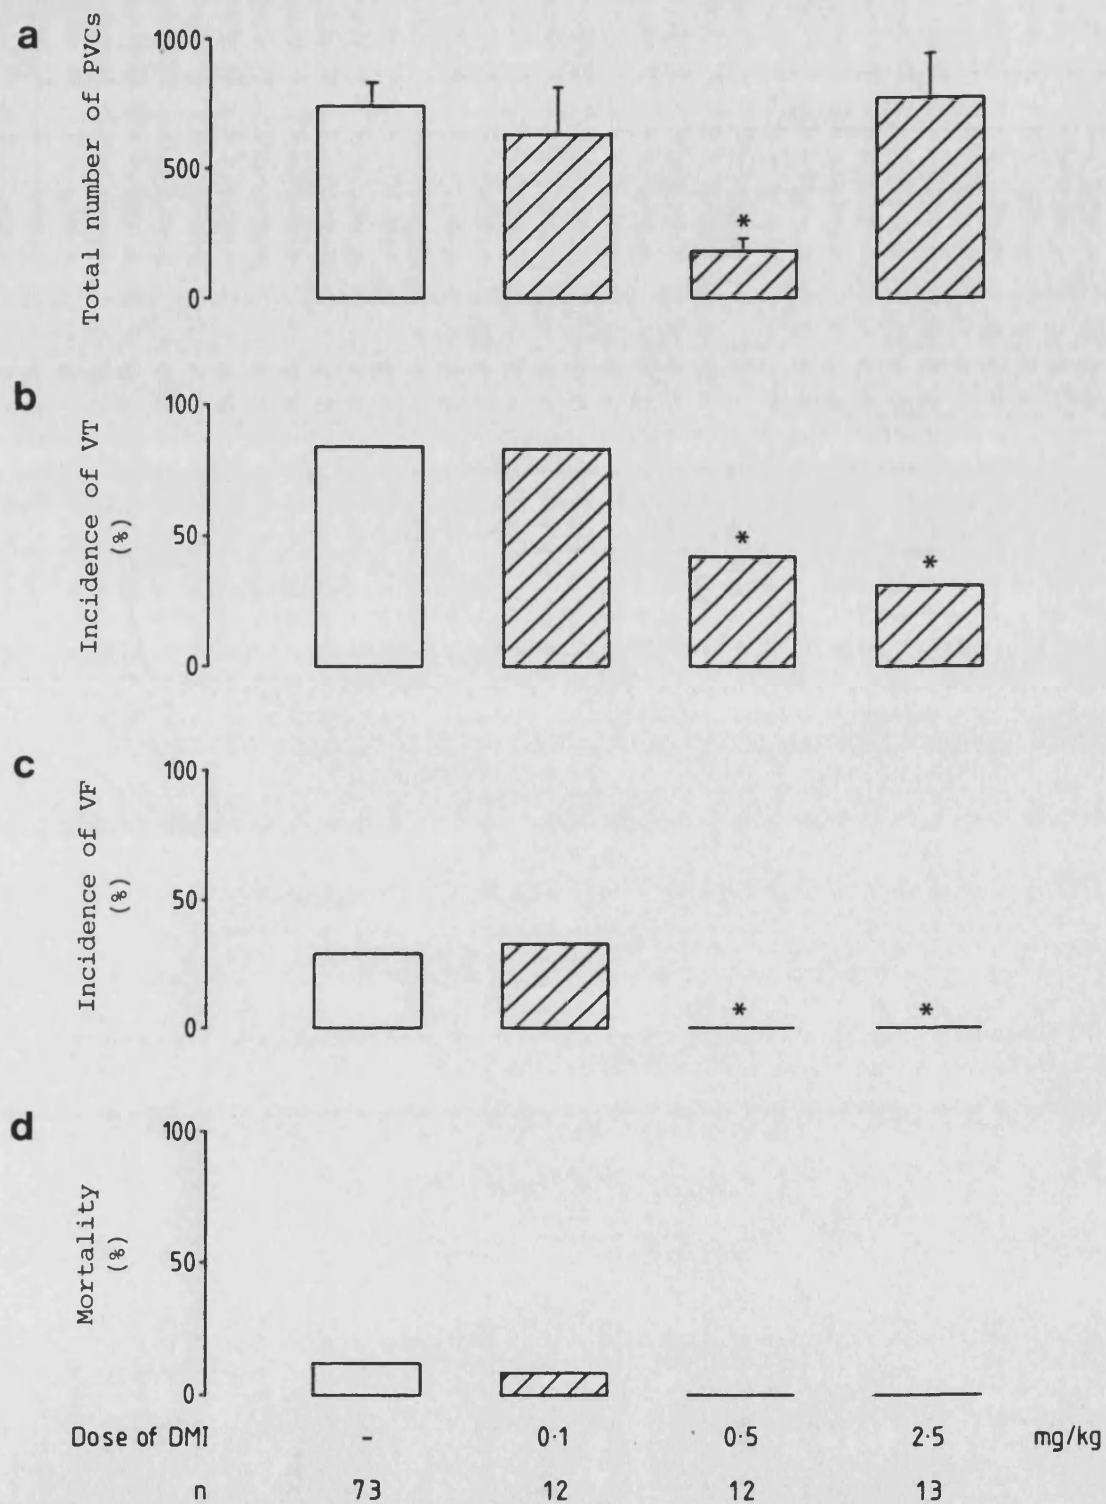 a
Total number of PVCs
1000
500
0
*
b
Incidence of VT
(%)
100
50
0
*
*
c
Incidence of VF
(%)
100
50
0
*
*
d
Mortality
(%)
100
50
0
Dose of DMI - 0·1 0·5 2·5 mg/kg
n 73 12 12 13